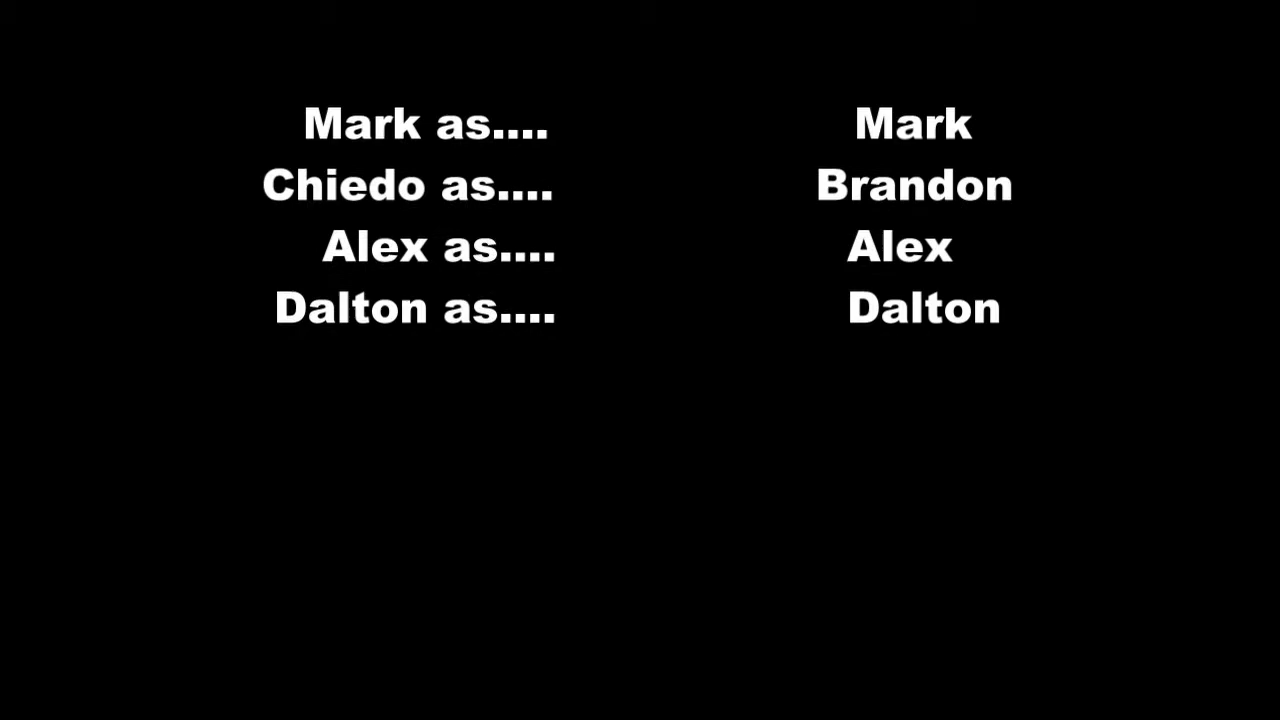 Mark as.... Mark
Chiedo as.... Brandon
Alex as.... Alex
Dalton as.... Dalton